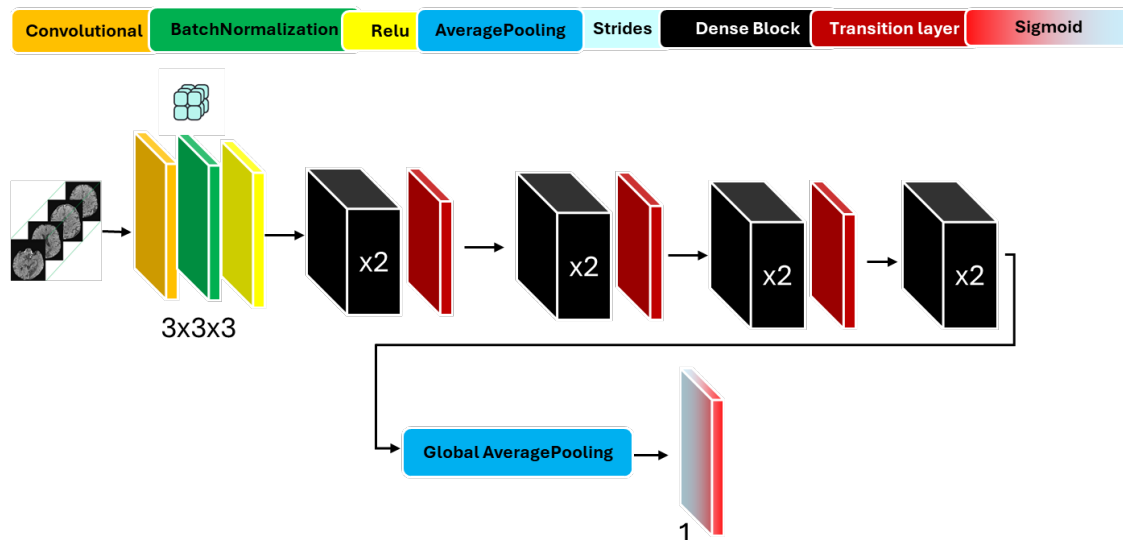 Convolutional BatchNormalization Relu AveragePooling Strides Dense Block Transition layer Sigmoid
x2 x2 x2 x2
3x3x3
Global AveragePooling
1